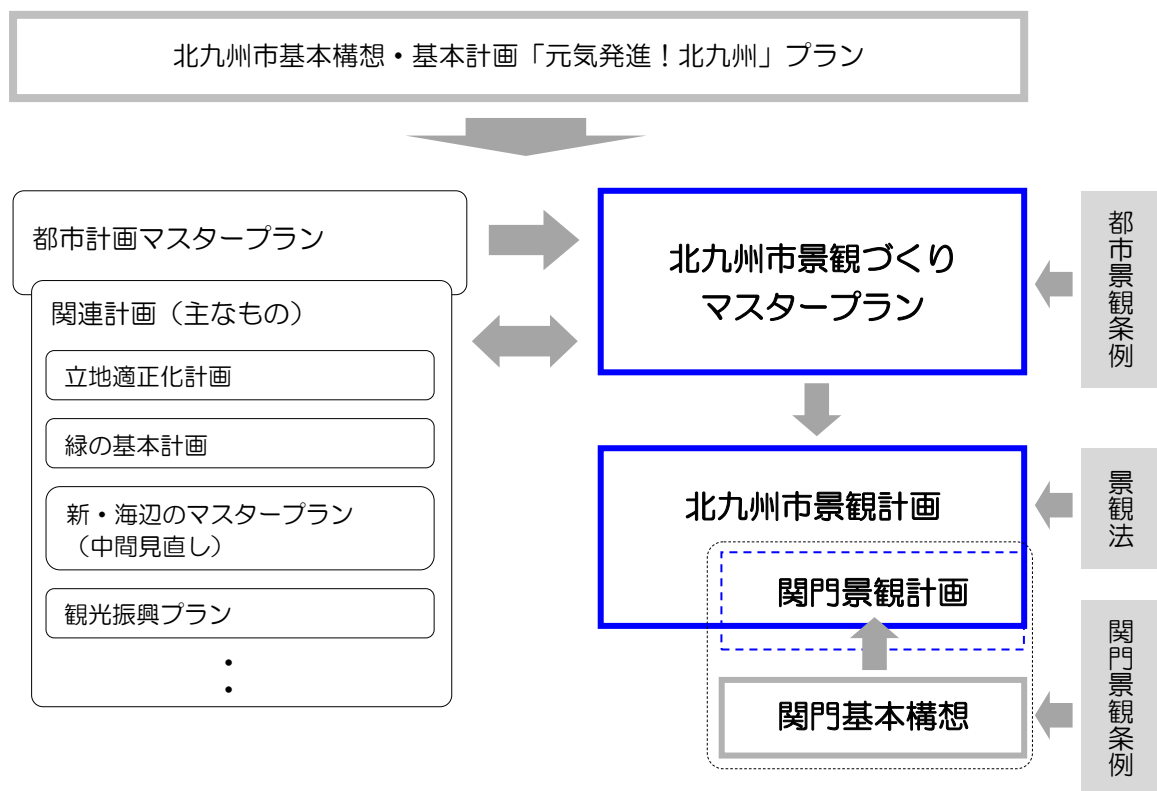 北九州市基本構想・基本計画「元気発進！北九州」プラン
都市計画マスタープラン
関連計画（主なもの）
立地適正化計画
緑の基本計画
新・海辺のマスタープラン
（中間見直し）
観光振興プラン
・
・
北九州市景観づくり
マスタープラン
都市景観条例
北九州市景観計画
景観法
関門景観計画
関門基本構想
関門景観条例